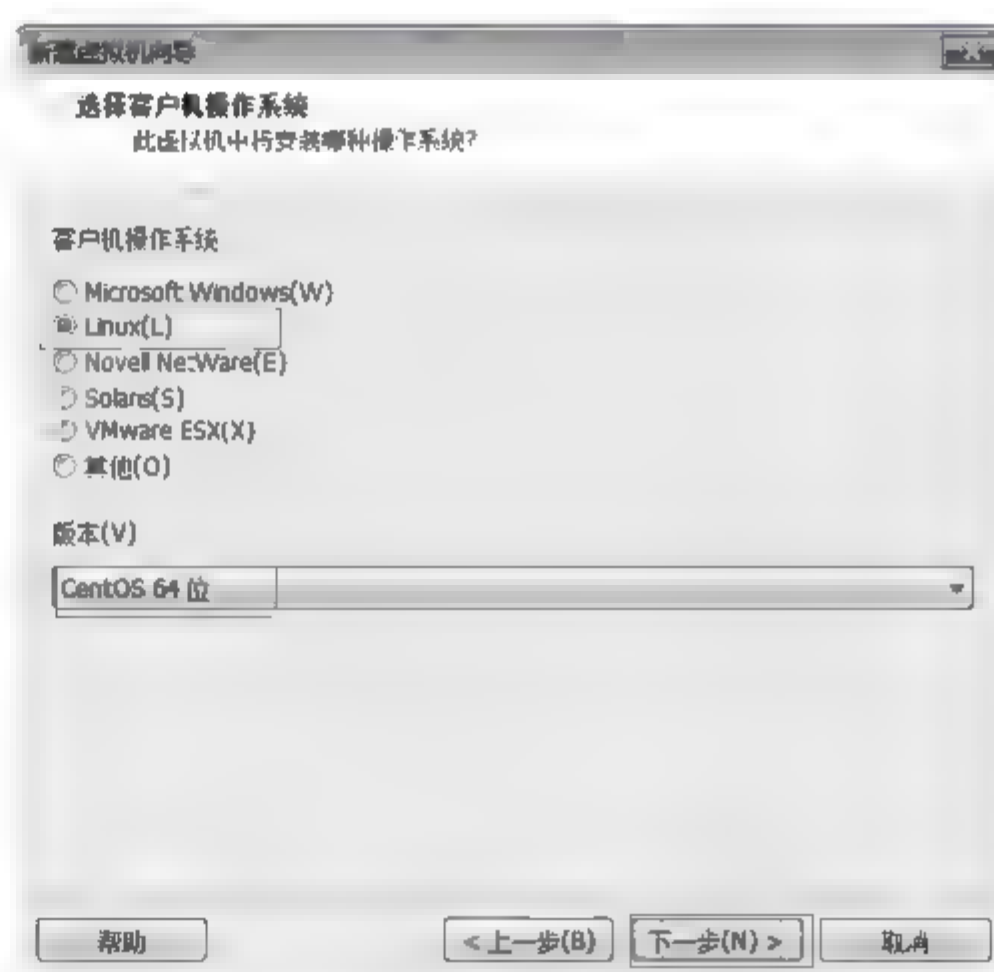 新建虚拟机向导
选择客户机操作系统
此虚拟机中将安装哪种操作系统?
客户机操作系统
Microsoft Windows(W)
Linux(L)
Novell NetWare(E)
Solaris(S)
VMware ESX(X)
其他(O)
版本(V)
CentOS 64 位
帮助
< 上一步(B)
下一步(N) >
取消